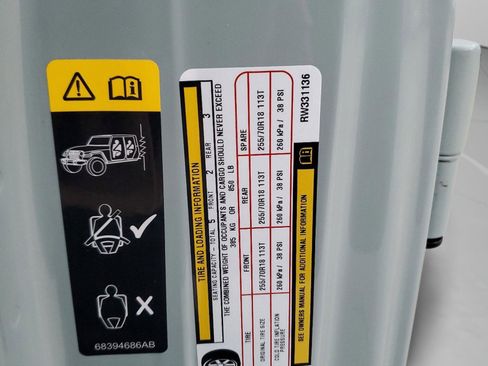 68394686AB
TIRE AND LOADING INFORMATION
SEATING CAPACITY - TOTAL 5 FRONT 2 REAR 3
THE COMBINED WEIGHT OF OCCUPANTS AND CARGO SHOULD NEVER EXCEED
385 KG OR 850 LB
TIRE FRONT REAR SPARE
ORIGINAL TIRE SIZE 255/70R18 113T 255/70R18 113T 255/70R18 113T
COLD TIRE INFLATION PRESSURE 260 kPa / 38 PSI 260 kPa / 38 PSI 260 kPa / 38 PSI
SEE OWNERS MANUAL FOR ADDITIONAL INFORMATION
RW331136